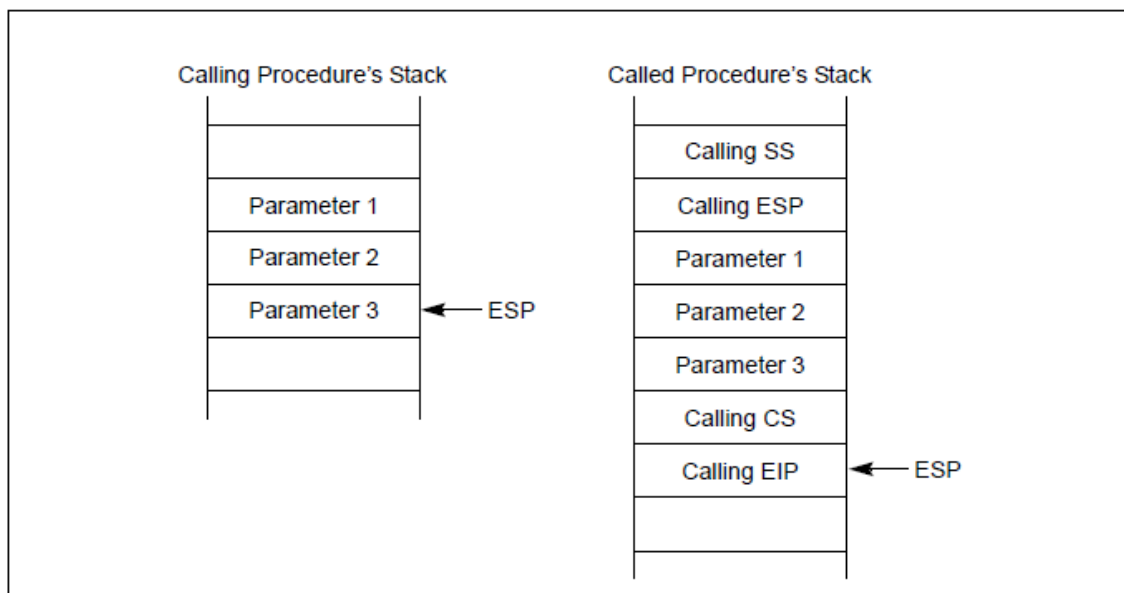 Calling Procedure's Stack
Parameter 1
Parameter 2
Parameter 3
ESP
Called Procedure's Stack
Calling SS
Calling ESP
Parameter 1
Parameter 2
Parameter 3
Calling CS
Calling EIP
ESP